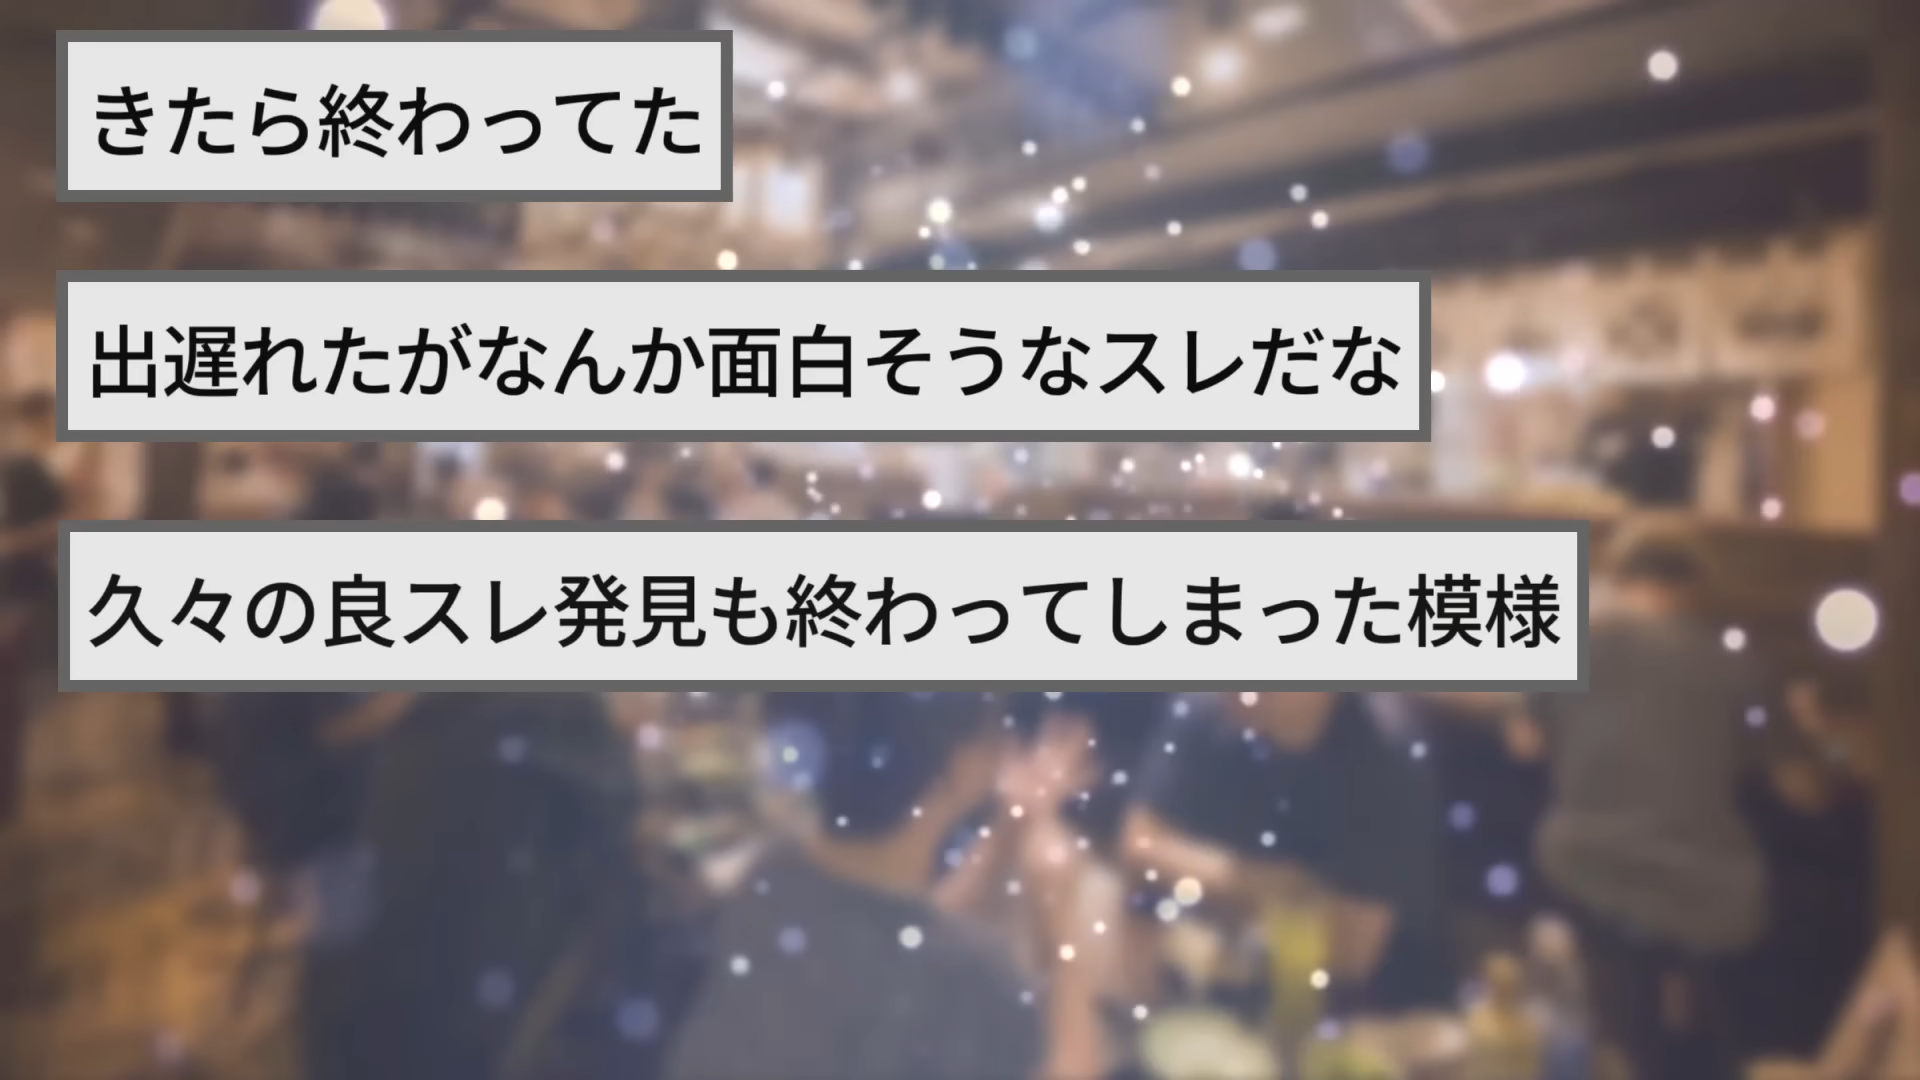 きたら終わってた
出遅れたがなんか面白そうなスレだな
久々の良スレ発見も終わってしまった模様